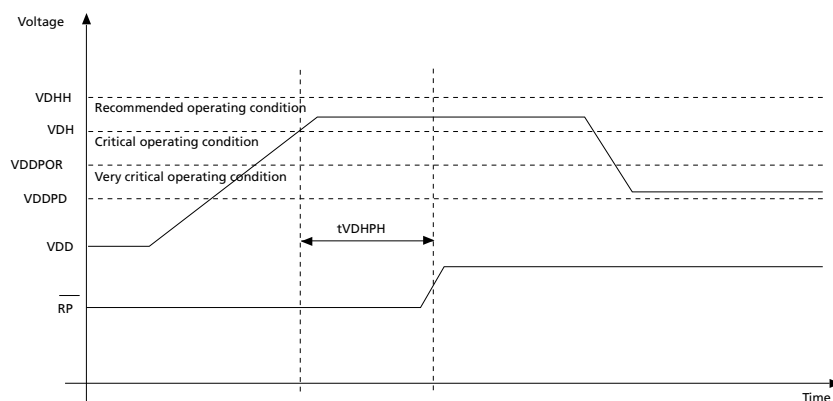 Voltage
VDHH
Recommended operating condition
VDH
Critical operating condition
VDDPOR
Very critical operating condition
VDDPD
tVDHPH
VDD
RP
Time